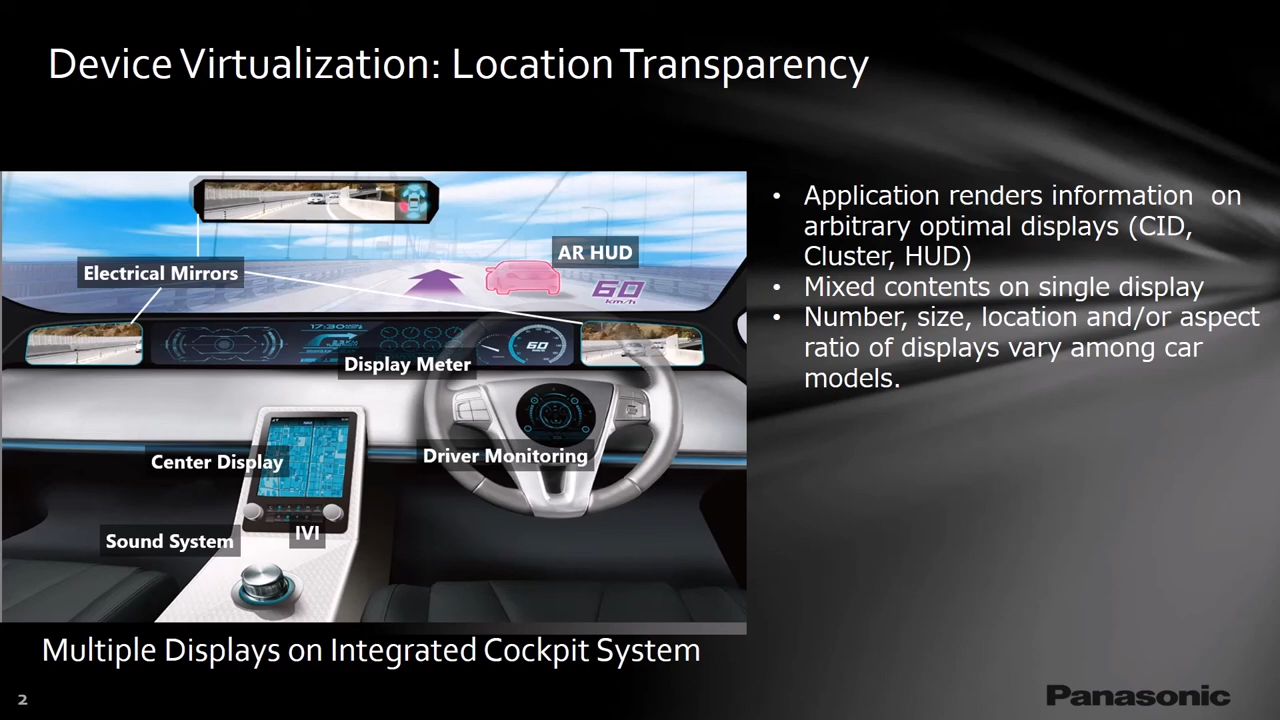 Device Virtualization: Location Transparency
AR HUD
Electrical Mirrors
60
km/h
17:30
60
Display Meter
Center Display
Driver Monitoring
Sound System
IVI
Multiple Displays on Integrated Cockpit System
• Application renders information on
arbitrary optimal displays (CID,
Cluster, HUD)
• Mixed contents on single display
• Number, size, location and/or aspect
ratio of displays vary among car
models.
2
Panasonic